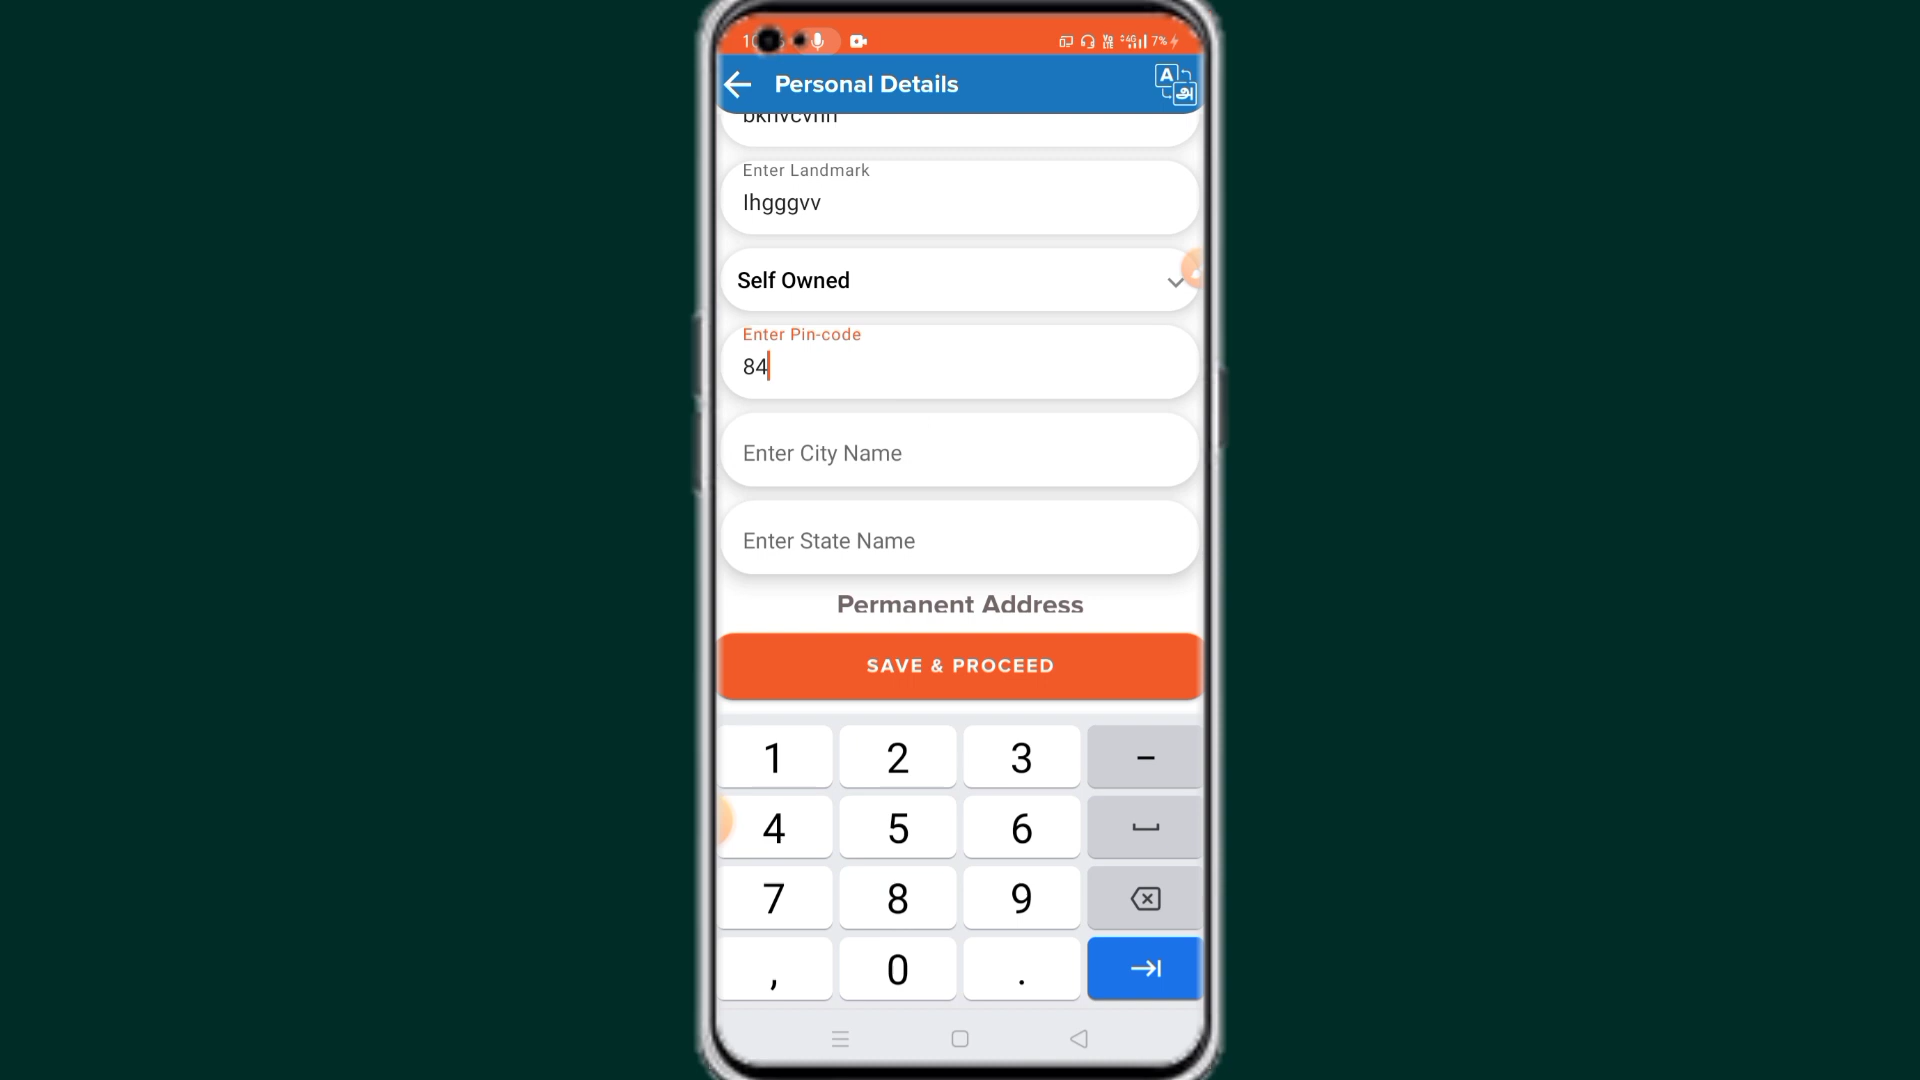 7%
Personal Details
A
அ
Enter Landmark
Ihgggvv
Self Owned
Enter Pin-code
84
Enter City Name
Enter State Name
Permanent Address
SAVE & PROCEED
1 2 3 -
4 5 6
7 8 9
, 0 .